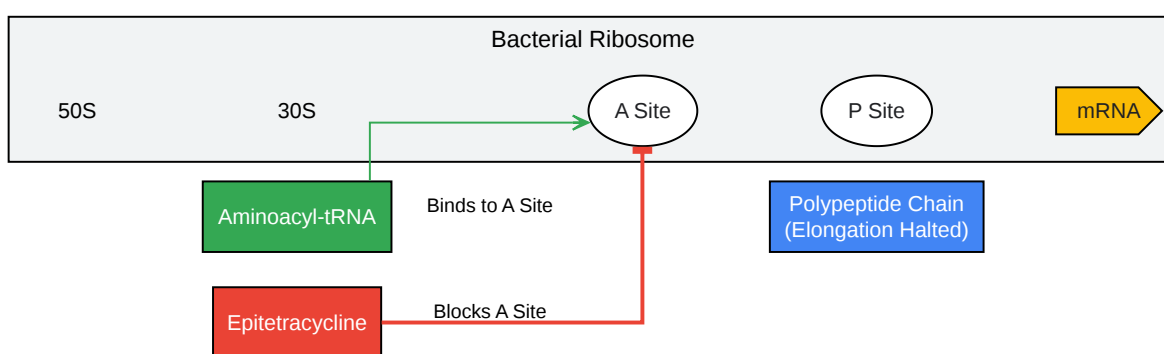 Bacterial Ribosome
50S
30S
A Site
P Site
mRNA
Aminoacyl-tRNA
Binds to A Site
Polypeptide Chain
(Elongation Halted)
Epitetracycline
Blocks A Site